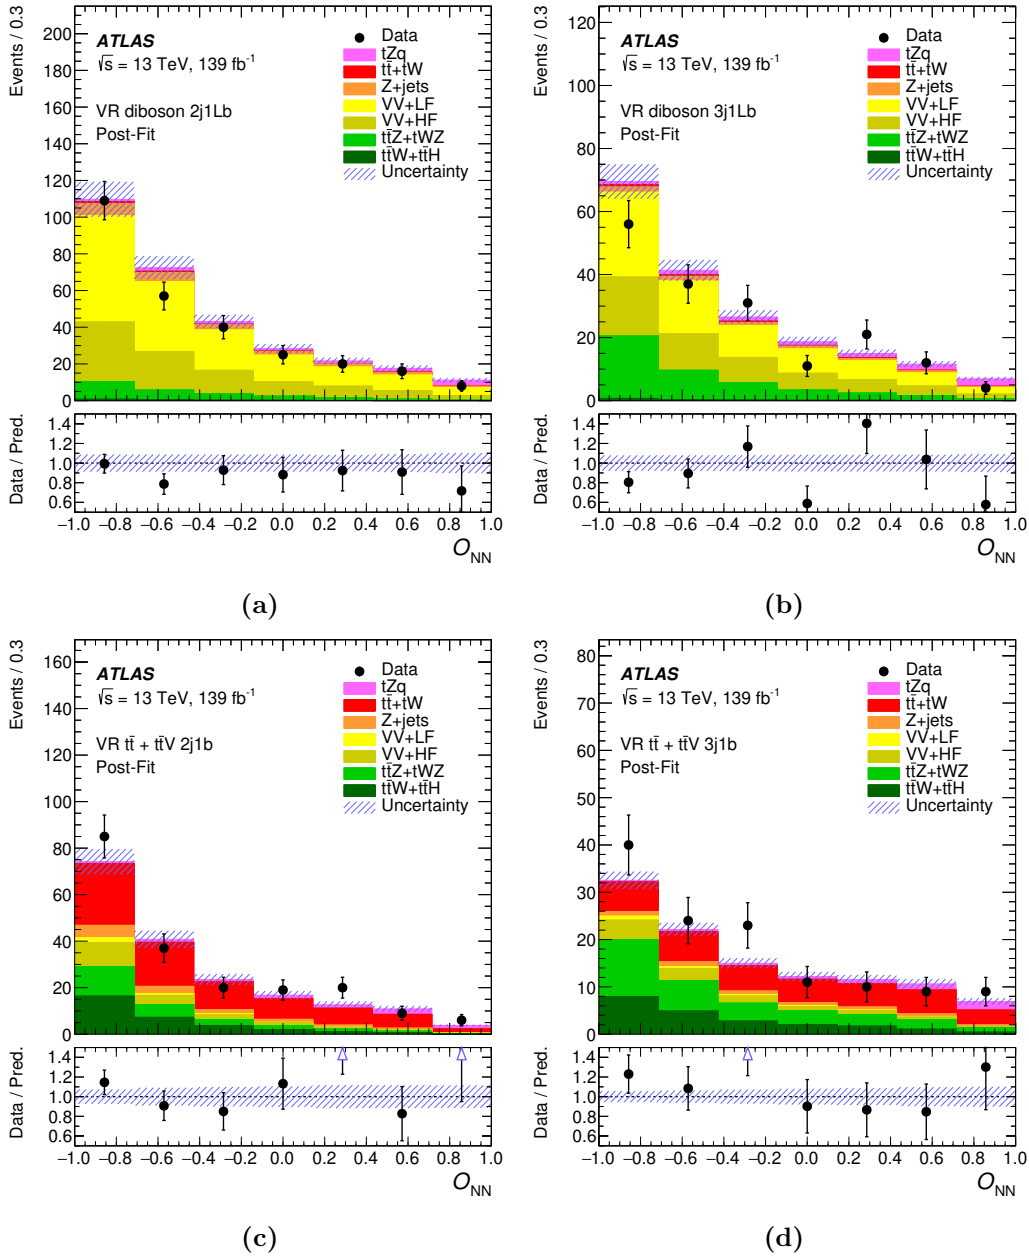 Events / 0.3
200
180
160
140
120
100
80
60
40
20
0
ATLAS
√s = 13 TeV, 139 fb⁻¹
VR diboson 2j1Lb
Post-Fit
Data
tZq
tt̄+tW
Z+jets
VV+LF
VV+HF
tt̄Z+tWZ
tt̄W+tt̄H
Uncertainty
Data / Pred.
1.4
1.2
1.0
0.8
0.6
−1.0 −0.8 −0.6 −0.4 −0.2 0.0 0.2 0.4 0.6 0.8 1.0
O_NN
(a)
Events / 0.3
120
100
80
60
40
20
0
ATLAS
√s = 13 TeV, 139 fb⁻¹
VR diboson 3j1Lb
Post-Fit
Data
tZq
tt̄+tW
Z+jets
VV+LF
VV+HF
tt̄Z+tWZ
tt̄W+tt̄H
Uncertainty
Data / Pred.
1.4
1.2
1.0
0.8
0.6
−1.0 −0.8 −0.6 −0.4 −0.2 0.0 0.2 0.4 0.6 0.8 1.0
O_NN
(b)
Events / 0.3
160
140
120
100
80
60
40
20
0
ATLAS
√s = 13 TeV, 139 fb⁻¹
VR tt̄ + tt̄V 2j1b
Post-Fit
Data
tZq
tt̄+tW
Z+jets
VV+LF
VV+HF
tt̄Z+tWZ
tt̄W+tt̄H
Uncertainty
Data / Pred.
1.4
1.2
1.0
0.8
0.6
−1.0 −0.8 −0.6 −0.4 −0.2 0.0 0.2 0.4 0.6 0.8 1.0
O_NN
(c)
Events / 0.3
80
70
60
50
40
30
20
10
0
ATLAS
√s = 13 TeV, 139 fb⁻¹
VR tt̄ + tt̄V 3j1b
Post-Fit
Data
tZq
tt̄+tW
Z+jets
VV+LF
VV+HF
tt̄Z+tWZ
tt̄W+tt̄H
Uncertainty
Data / Pred.
1.4
1.2
1.0
0.8
0.6
−1.0 −0.8 −0.6 −0.4 −0.2 0.0 0.2 0.4 0.6 0.8 1.0
O_NN
(d)